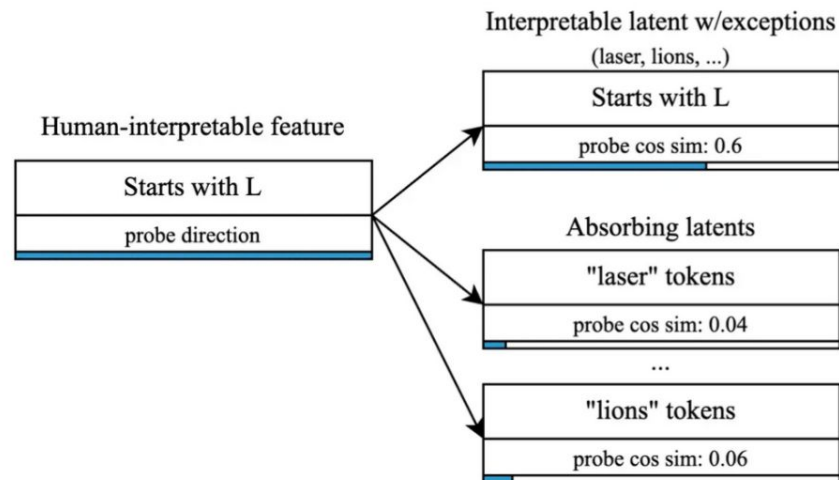 Human-interpretable feature
Starts with L
probe direction
Interpretable latent w/exceptions
(laser, lions, ...)
Starts with L
probe cos sim: 0.6
Absorbing latents
"laser" tokens
probe cos sim: 0.04
...
"lions" tokens
probe cos sim: 0.06